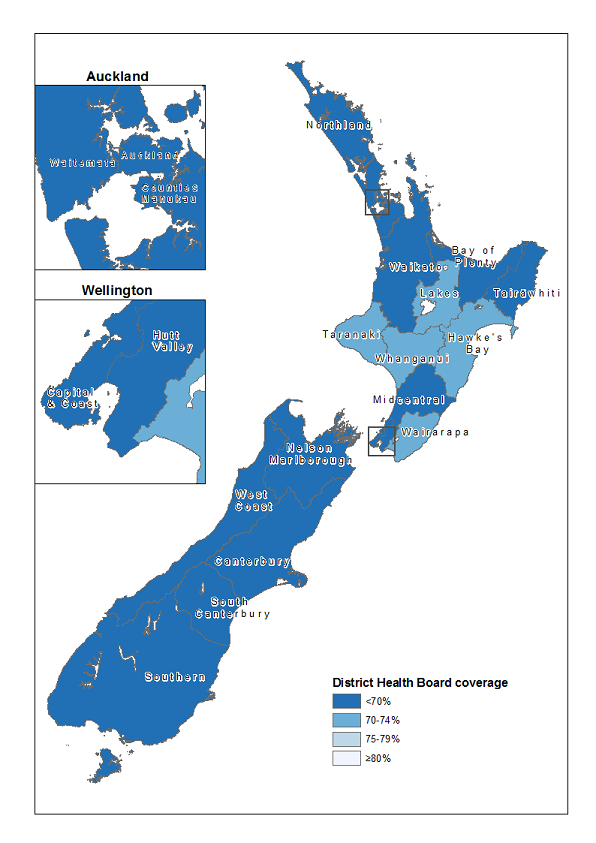 Auckland
Waitemata
Auckland
Counties
Manukau
Wellington
Hutt
Valley
Capital
& Coast
Northland
Bay of
Plenty
Waikato
Lakes
Tairāwhiti
Taranaki
Hawke's
Bay
Whanganui
Midcentral
Wairarapa
Nelson
Marlborough
West
Coast
Canterbury
South
Canterbury
Southern
District Health Board coverage
<70%
70-74%
75-79%
≥80%